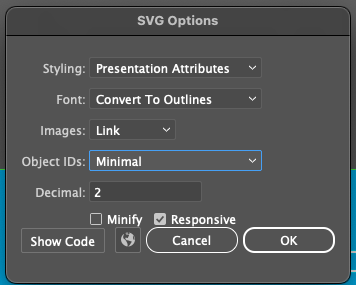 SVG Options
Styling: Presentation Attributes
Font: Convert To Outlines
Images: Link
Object IDs: Minimal
Decimal: 2
Minify Responsive
Show Code Cancel OK